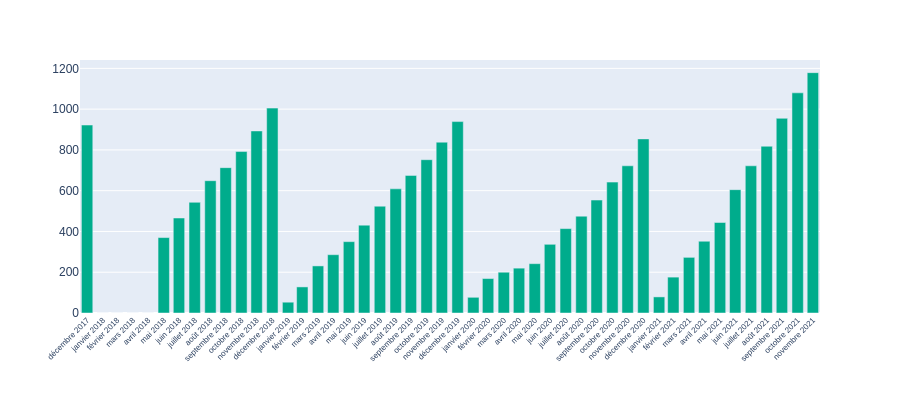 1200
1000
800
600
400
200
0
décembre 2017
janvier 2018
février 2018
mars 2018
avril 2018
mai 2018
juin 2018
juillet 2018
août 2018
septembre 2018
octobre 2018
novembre 2018
décembre 2018
janvier 2019
février 2019
mars 2019
avril 2019
mai 2019
juin 2019
juillet 2019
août 2019
septembre 2019
octobre 2019
novembre 2019
décembre 2019
janvier 2020
février 2020
mars 2020
avril 2020
mai 2020
juin 2020
juillet 2020
août 2020
septembre 2020
octobre 2020
novembre 2020
décembre 2020
janvier 2021
février 2021
mars 2021
avril 2021
mai 2021
juin 2021
juillet 2021
août 2021
septembre 2021
octobre 2021
novembre 2021